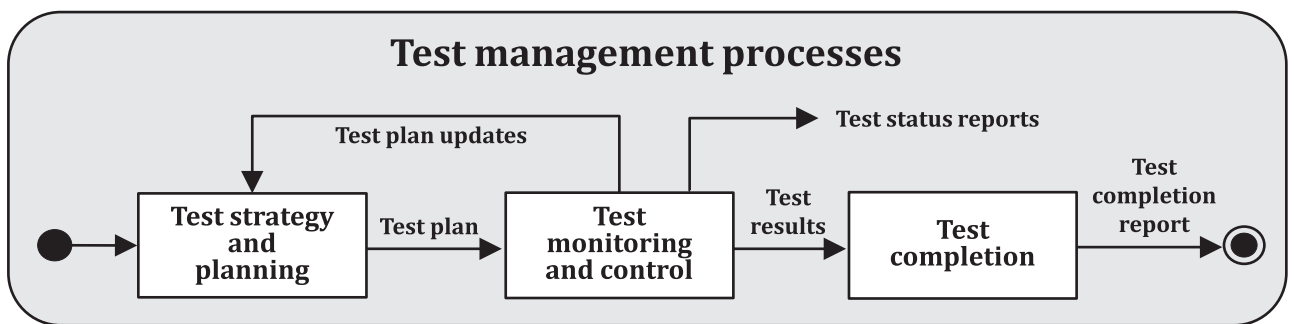 Test management processes
Test plan updates
Test status reports
Test strategy
and
planning
Test plan
Test
monitoring
and control
Test
results
Test
completion
Test
completion
report